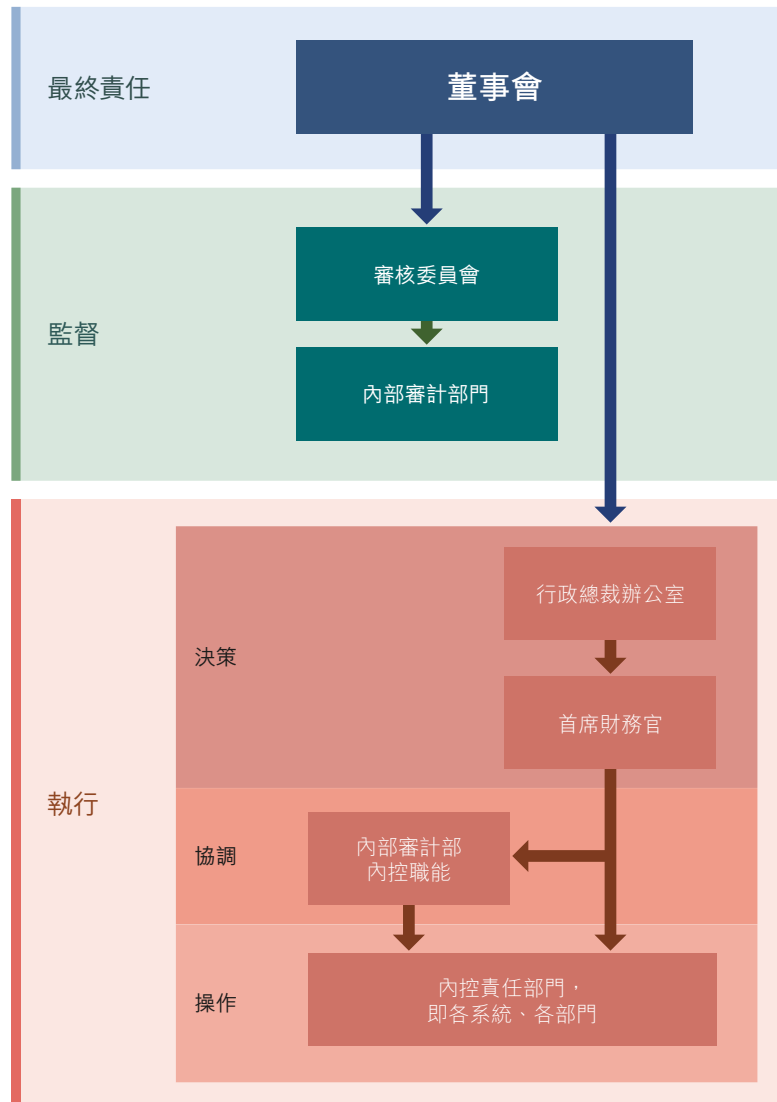 最終責任
董事會
監督
審核委員會
內部審計部門
執行
決策
行政總裁辦公室
首席財務官
協調
內部審計部
內控職能
操作
內控責任部門，
即各系統、各部門